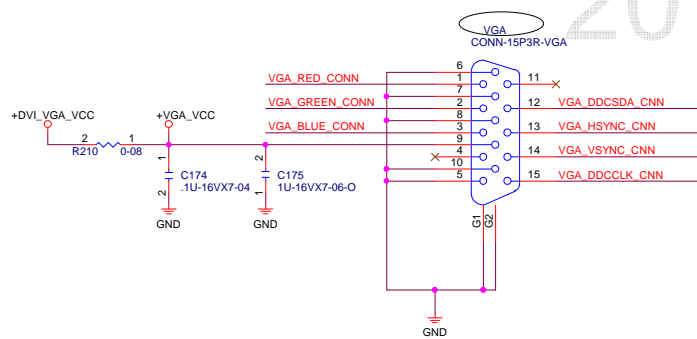 20
VGA
CONN-15P3R-VGA
6
VGA_RED_CONN
1
11
7
VGA_GREEN_CONN
2
12
VGA_DDCSDA_CNN
+DVI_VGA_VCC
+VGA_VCC
8
VGA_BLUE_CONN
3
13
VGA_HSYNC_CNN
2
1
9
R210
0-08
4
14
VGA_VSYNC_CNN
1
2
10
C174
C175
5
15
VGA_DDCCLK_CNN
.1U-16VX7-04
1U-16VX7-06-O
2
1
GND
GND
G1
G2
GND